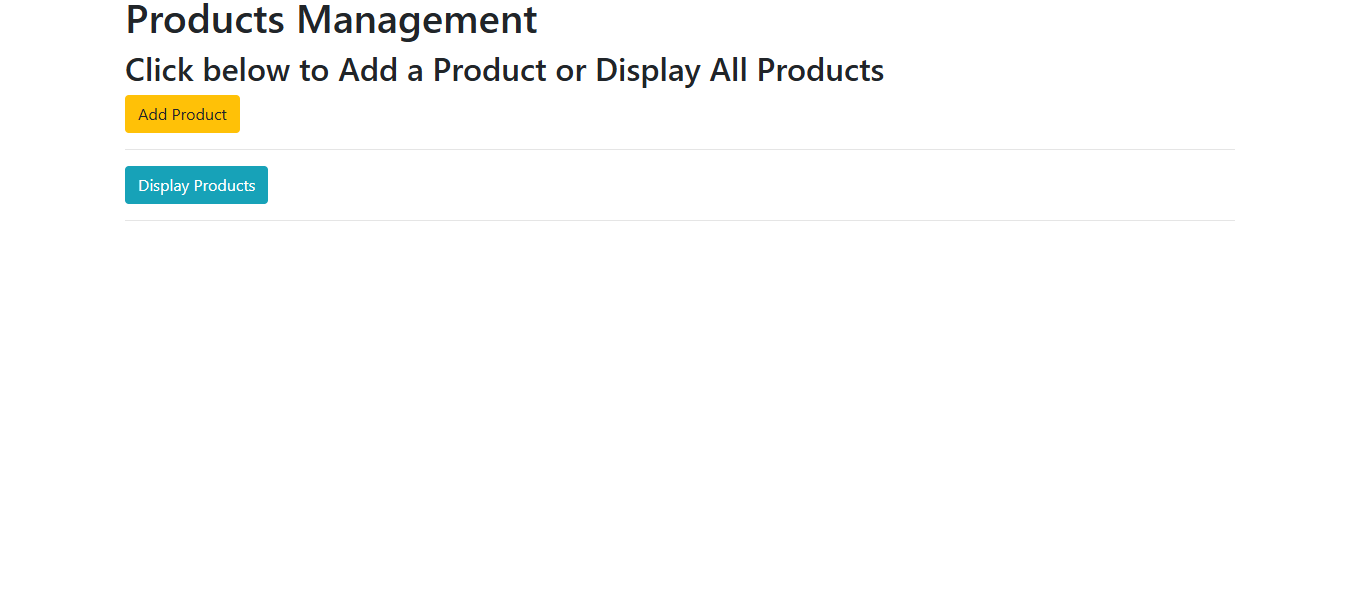 Products Management
Click below to Add a Product or Display All Products
Add Product
Display Products